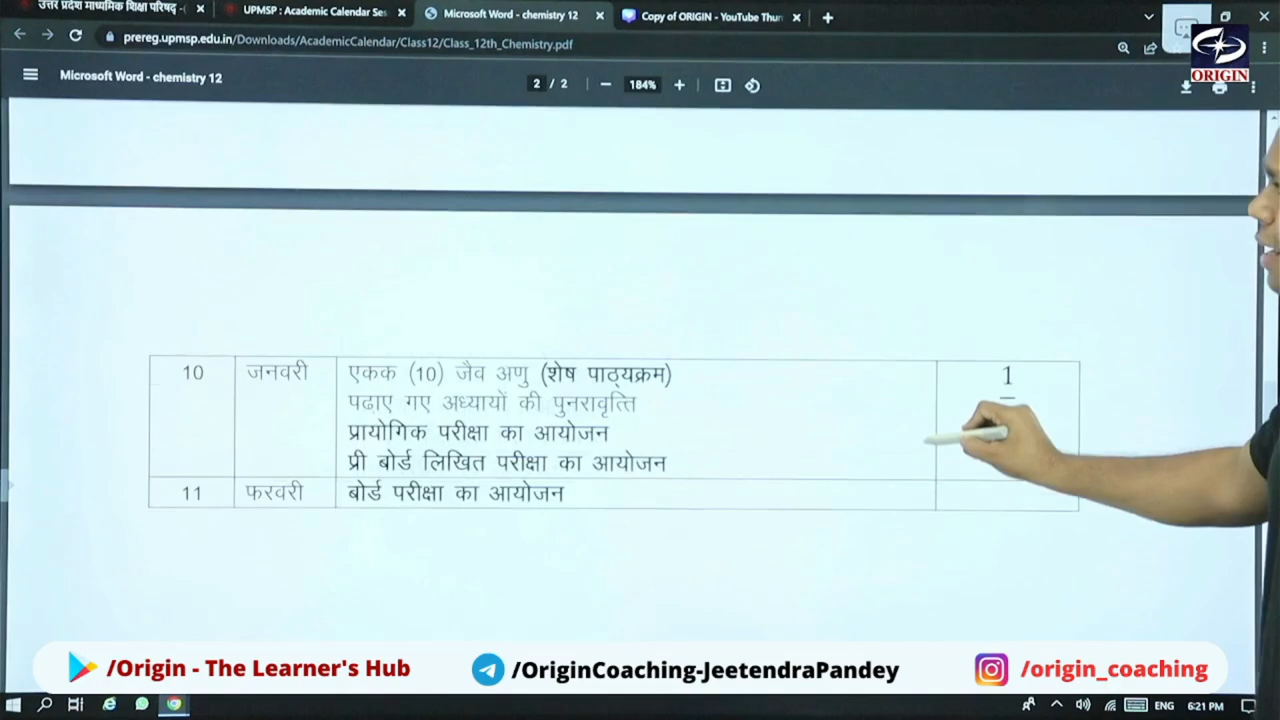 उत्तर प्रदेश माध्यमिक शिक्षा परिषद् -
UPMSP : Academic Calendar Ses
Microsoft Word - chemistry 12
Copy of ORIGIN - YouTube Thun
prereg.upmsp.edu.in/Downloads/AcademicCalendar/Class12/Class_12th_Chemistry.pdf
ORIGIN
Microsoft Word - chemistry 12
2 / 2
184%
10 जनवरी एकक (10) जैव अणु (शेष पाठ्यक्रम) 1
पढ़ाए गए अध्यायों की पुनरावृत्ति
प्रायोगिक परीक्षा का आयोजन
प्री बोर्ड लिखित परीक्षा का आयोजन
11 फरवरी बोर्ड परीक्षा का आयोजन
/Origin - The Learner's Hub
/OriginCoaching-JeetendraPandey
/origin_coaching
ENG
6:21 PM